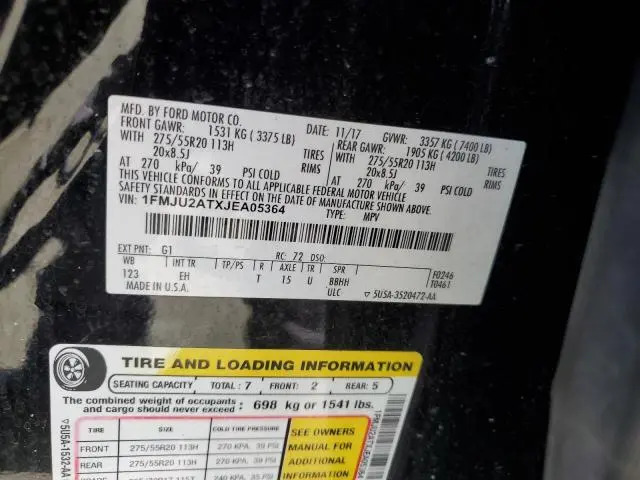 MFD. BY FORD MOTOR CO.
DATE: 11/17 GVWR: 3357 KG (7400 LB)
FRONT GAWR: 1531 KG (3375 LB) REAR GAWR: 1905 KG (4200 LB)
WITH 275/55R20 113H TIRES WITH 275/55R20 113H TIRES
20x8.5J RIMS 20x8.5J RIMS
AT 270 kPa/ 39 PSI COLD AT 270 kPa/ 39 PSI COLD
THIS VEHICLE CONFORMS TO ALL APPLICABLE FEDERAL MOTOR VEHICLE
SAFETY STANDARDS IN EFFECT ON THE DATE OF MANUFACTURE SHOWN ABOVE.
VIN: 1FMJU2ATXJEA05364
TYPE: MPV
EXT PNT: G1 RC: 72 DSO:
WB INT TR TP/PS R AXLE TR SPR
123 EH T 15 U BBHH
F0246
T0461
MADE IN U.S.A. ULC ▽ 5U5A-3520472-AA
TIRE AND LOADING INFORMATION
SEATING CAPACITY TOTAL: 7 FRONT: 2 REAR: 5
The combined weight of occupants
and cargo should never exceed : 698 kg or 1541 lbs.
TIRE SIZE COLD TIRE PRESSURE
FRONT 275/55R20 113H 270 KPA, 39 PSI
REAR 275/55R20 113H 270 KPA, 39 PSI
SEE OWNERS
MANUAL FOR
ADDITIONAL
INFORMATION
▽5U5A-1532-AA